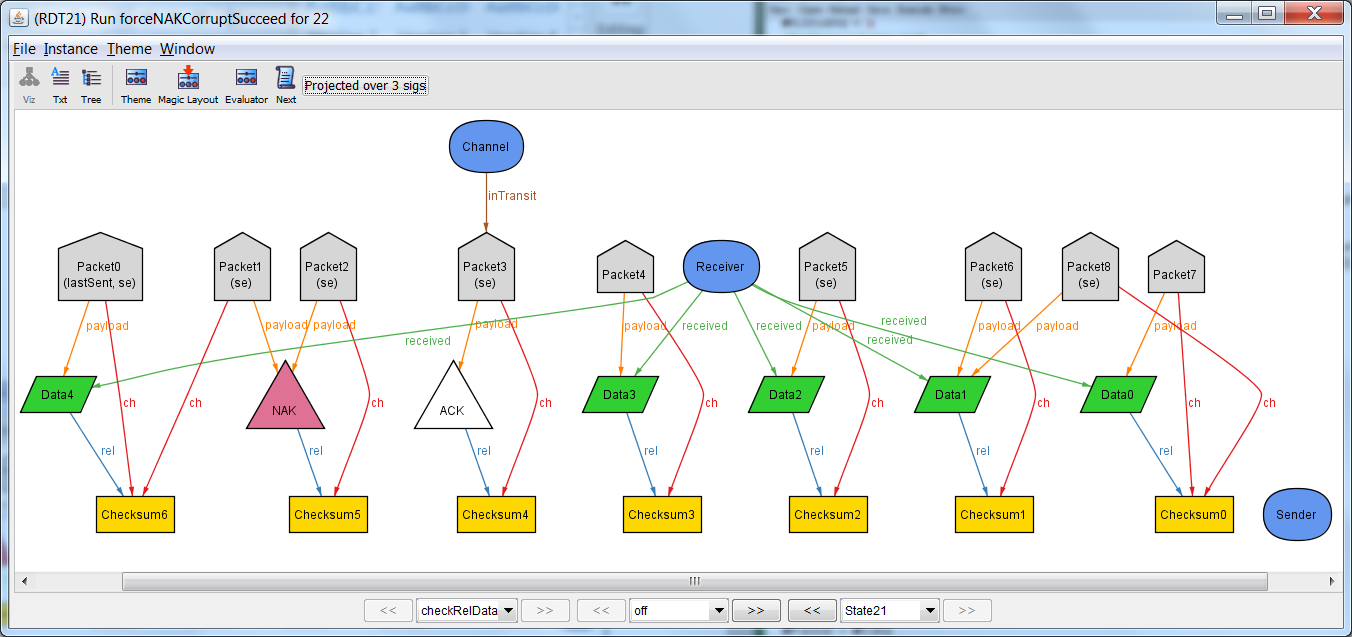 (RDT21) Run forceNAKCorruptSucceed for 22
File Instance Theme Window
Viz Txt Tree Theme Magic Layout Evaluator Next Projected over 3 sigs
Channel
inTransit
Packet0
(lastSent, se)
Packet1
(se)
Packet2
(se)
Packet3
(se)
Packet4
Receiver
Packet5
(se)
Packet6
(se)
Packet8
(se)
Packet7
payload payload payload payload payload received received payload received payload payload payload
received received
Data4 NAK ACK Data3 Data2 Data1 Data0
ch ch ch ch ch ch ch ch ch
rel rel rel rel rel rel rel
Checksum6 Checksum5 Checksum4 Checksum3 Checksum2 Checksum1 Checksum0 Sender
<< checkRelData >> << off >> << State21 >>